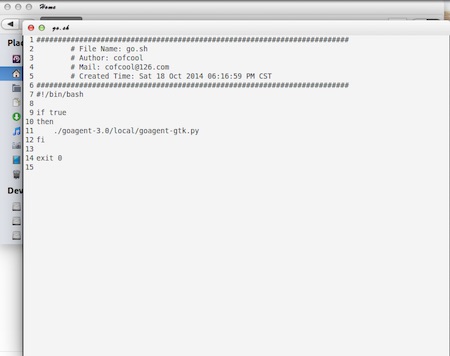 Home
go.sh
Plac
1 ##########################################################################
2 # File Name: go.sh
3 # Author: cofcool
4 # Mail: cofcool@126.com
5 # Created Time: Sat 18 Oct 2014 06:16:59 PM CST
6 ##########################################################################
7 #!/bin/bash
8
9 if true
10 then
11 ./goagent-3.0/local/goagent-gtk.py
12 fi
13
14 exit 0
15
Dev